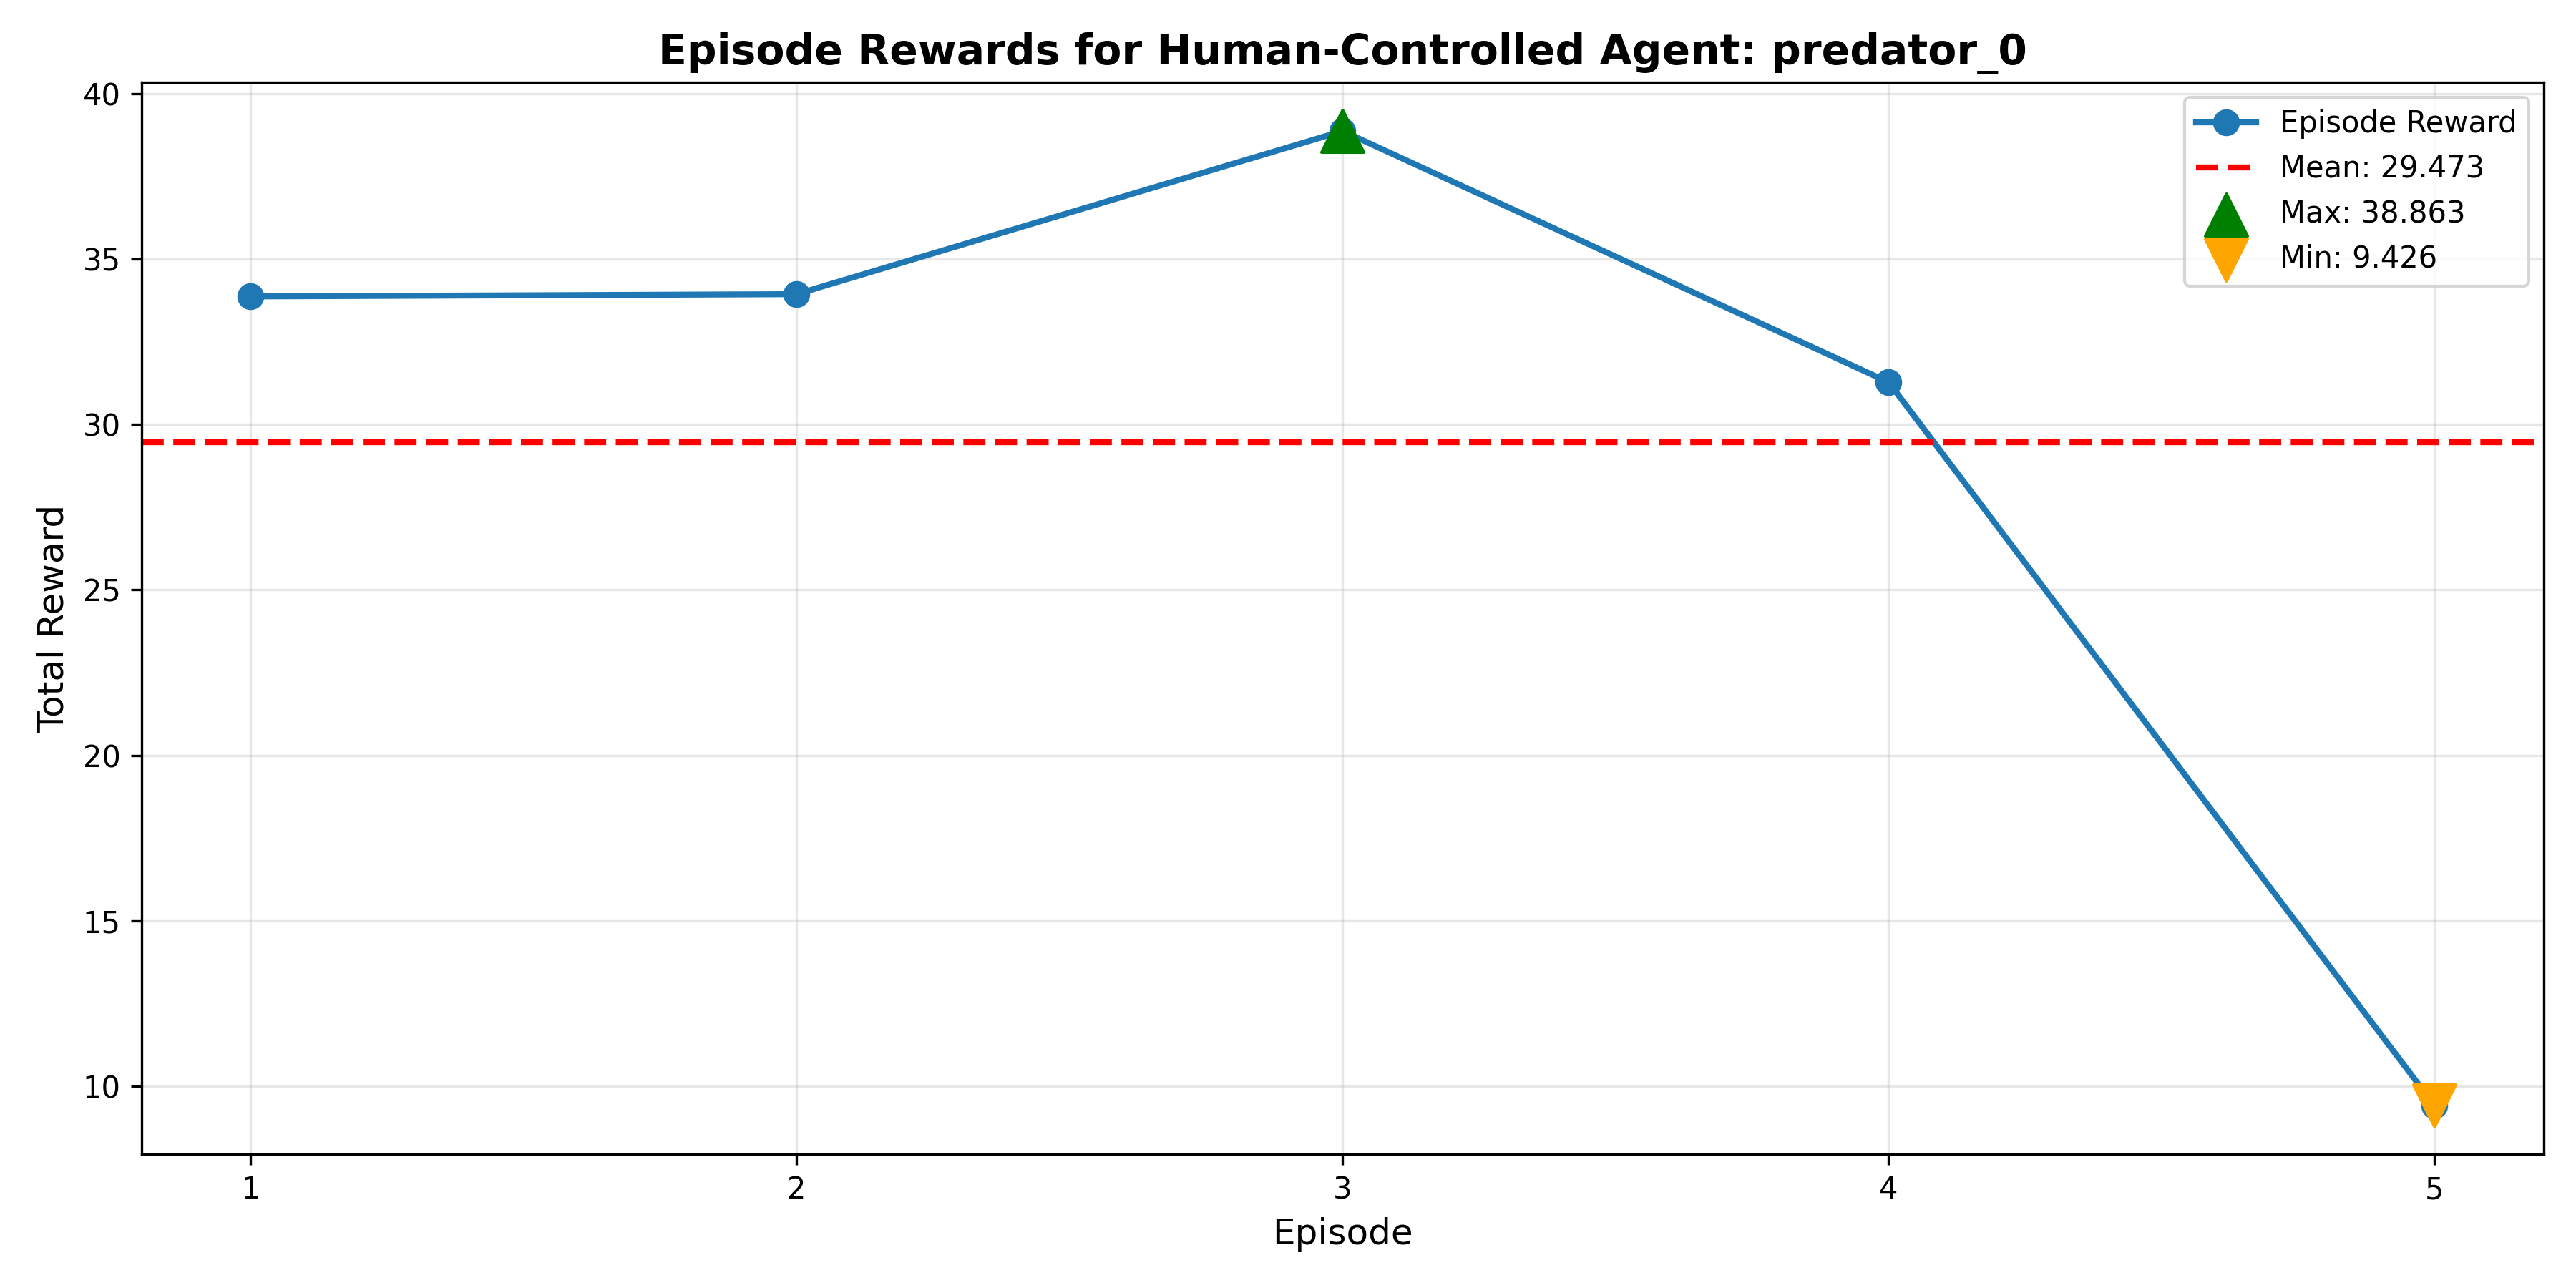 Episode Rewards for Human-Controlled Agent: predator_0
Total Reward
40
35
30
25
20
15
10
Episode Reward
Mean: 29.473
Max: 38.863
Min: 9.426
1
2
3
4
5
Episode